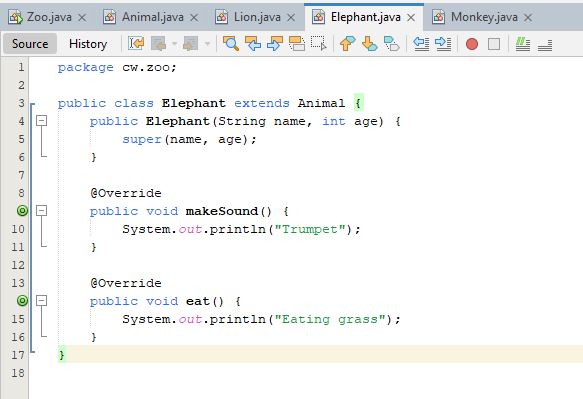 Zoo.java
Animal.java
Lion.java
Elephant.java
Monkey.java
Source
History
1 package cw.zoo;
2
3 public class Elephant extends Animal {
4 public Elephant(String name, int age) {
5 super(name, age);
6 }
7
8 @Override
9 public void makeSound() {
10 System.out.println("Trumpet");
11 }
12
13 @Override
14 public void eat() {
15 System.out.println("Eating grass");
16 }
17 }
18